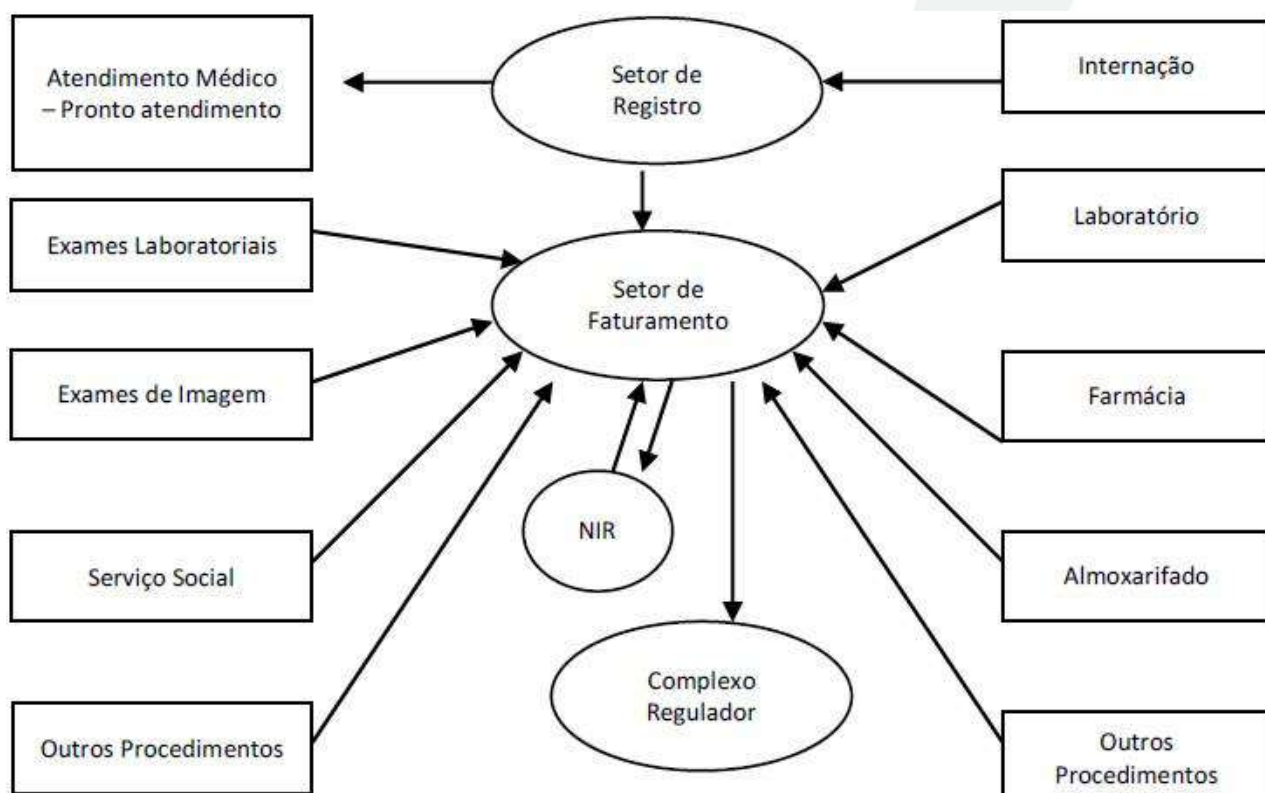 Atendimento Médico
– Pronto atendimento
Setor de
Registro
Internação
Exames Laboratoriais
Laboratório
Setor de
Faturamento
Exames de Imagem
Farmácia
NIR
Serviço Social
Almoxarifado
Complexo
Regulador
Outros Procedimentos
Outros
Procedimentos